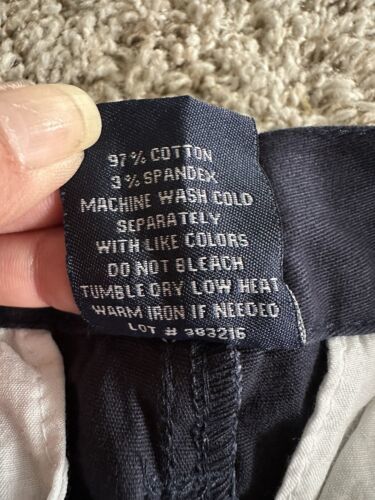 97% COTTON
3% SPANDEX
MACHINE WASH COLD
SEPARATELY
WITH LIKE COLORS
DO NOT BLEACH
TUMBLE DRY LOW HEAT
WARM IRON IF NEEDED
LOT # 393216